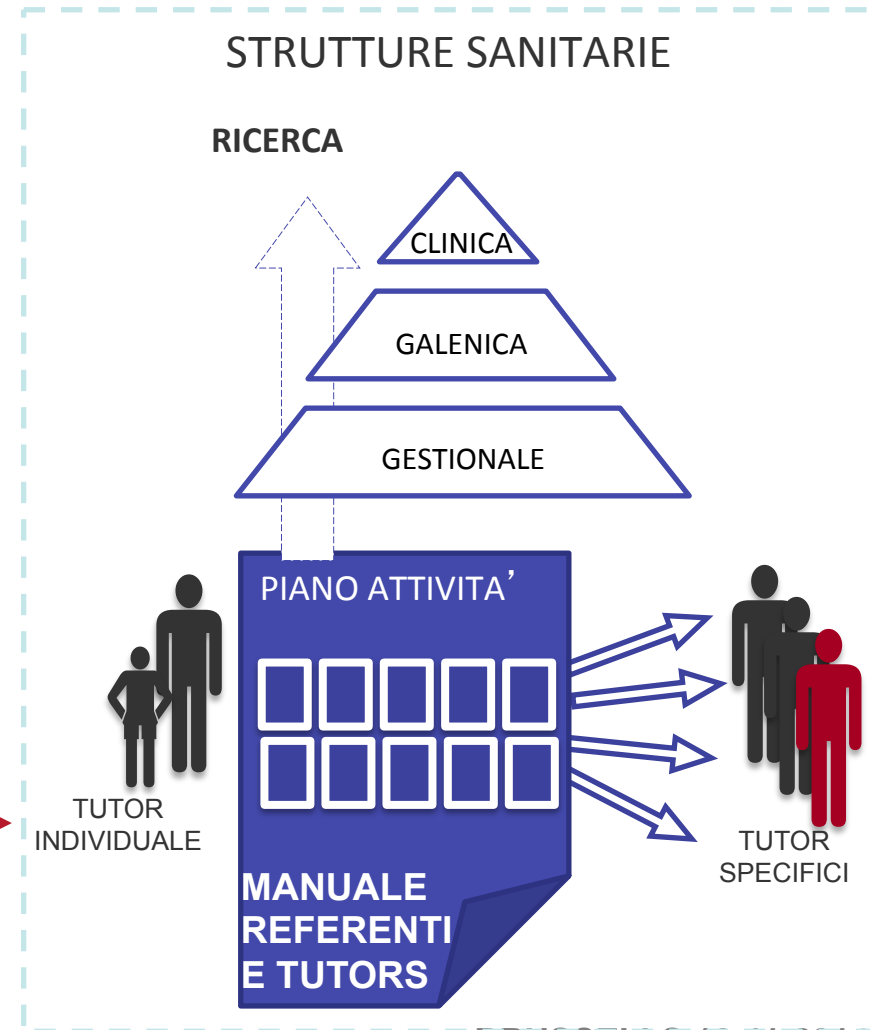 STRUTTURE SANITARIE
RICERCA
CLINICA
GALENICA
GESTIONALE
PIANO ATTIVITA’
TUTOR
INDIVIDUALE
TUTOR
SPECIFICI
MANUALE
REFERENTI
E TUTORS